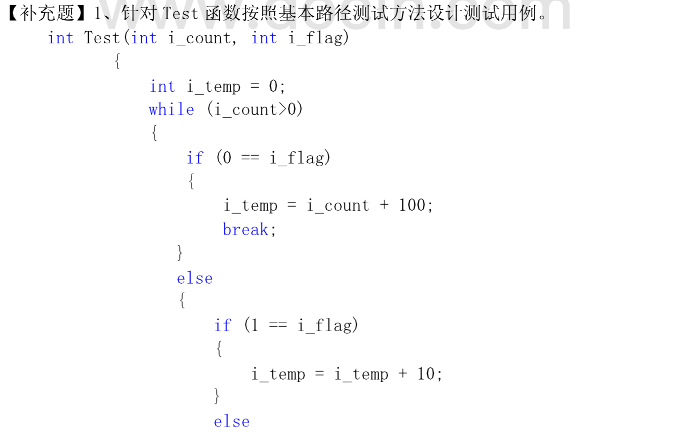 【补充题】1、针对 Test 函数按照基本路径测试方法设计测试用例。
int Test(int i_count, int i_flag)
{
int i_temp = 0;
while (i_count>0)
{
if (0 == i_flag)
{
i_temp = i_count + 100;
break;
}
else
{
if (1 == i_flag)
{
i_temp = i_temp + 10;
}
else